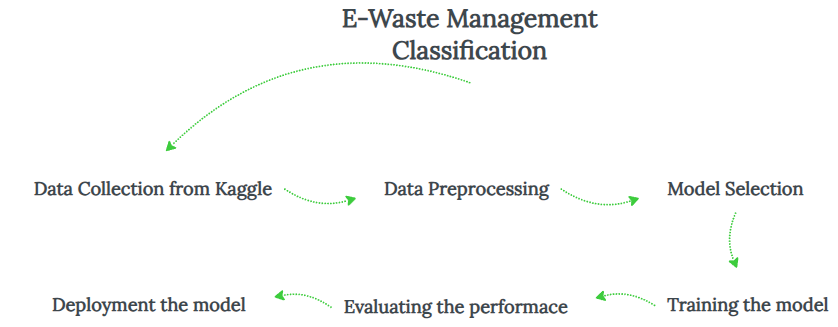 E-Waste Management
Classification
Data Collection from Kaggle
Data Preprocessing
Model Selection
Training the model
Evaluating the performace
Deployment the model